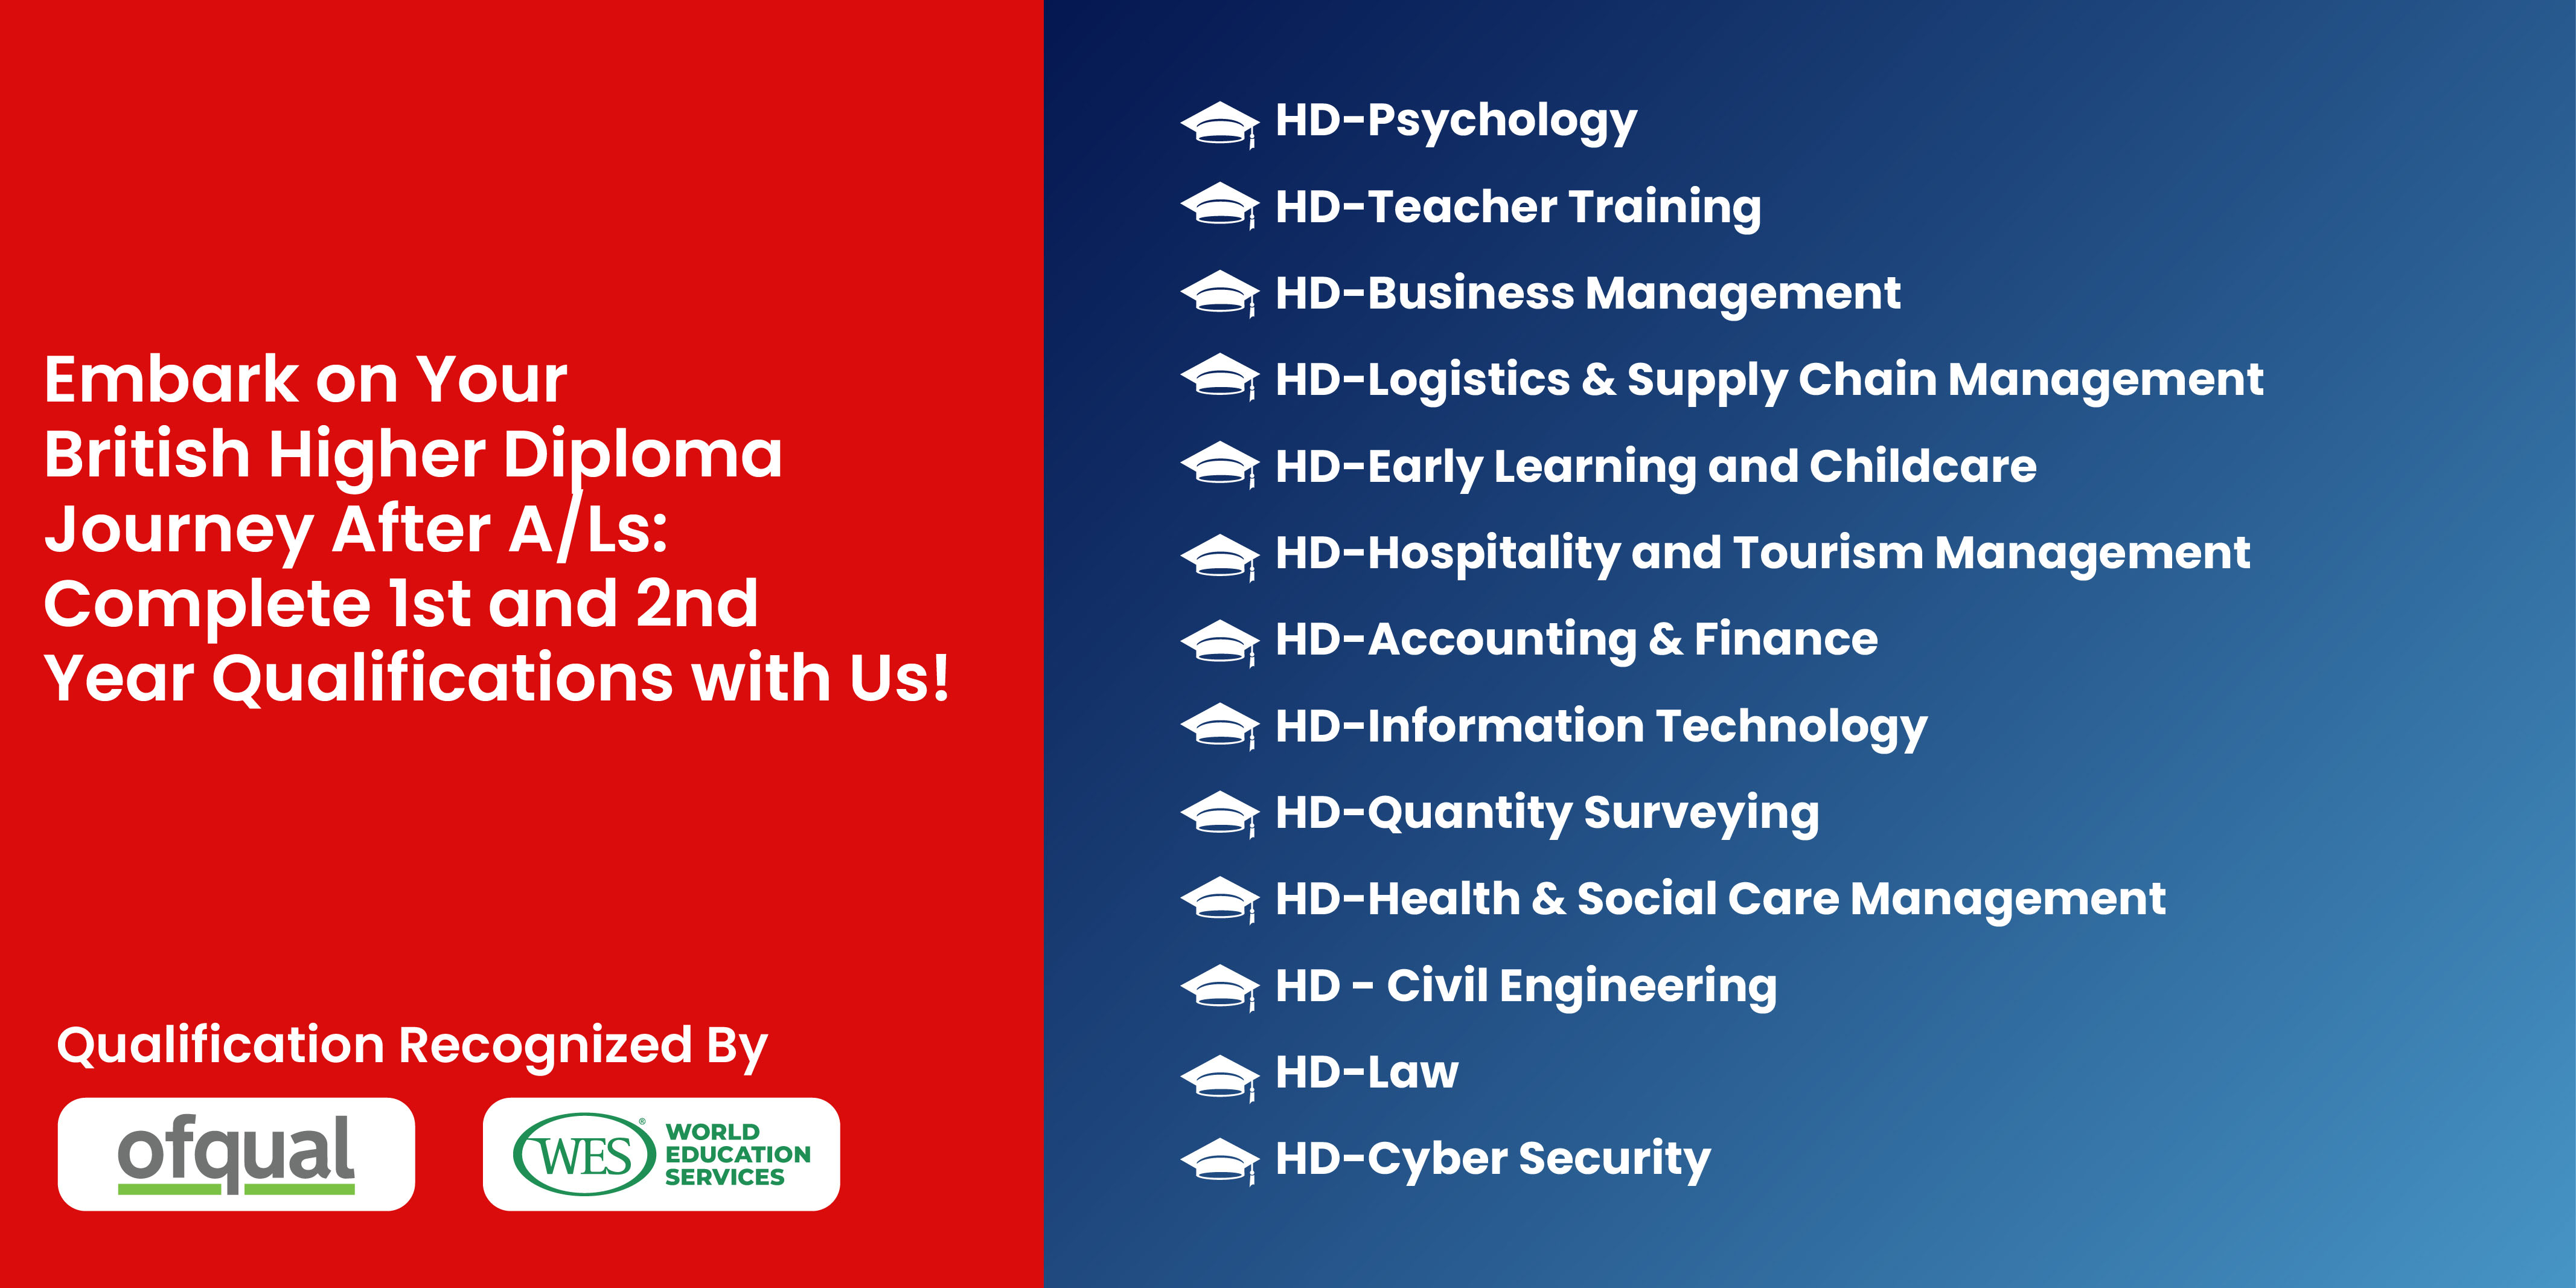 Embark on Your
British Higher Diploma
Journey After A/Ls:
Complete 1st and 2nd
Year Qualifications with Us!
Qualification Recognized By
ofqual
WES®
WORLD
EDUCATION
SERVICES
HD-Psychology
HD-Teacher Training
HD-Business Management
HD-Logistics & Supply Chain Management
HD-Early Learning and Childcare
HD-Hospitality and Tourism Management
HD-Accounting & Finance
HD-Information Technology
HD-Quantity Surveying
HD-Health & Social Care Management
HD - Civil Engineering
HD-Law
HD-Cyber Security